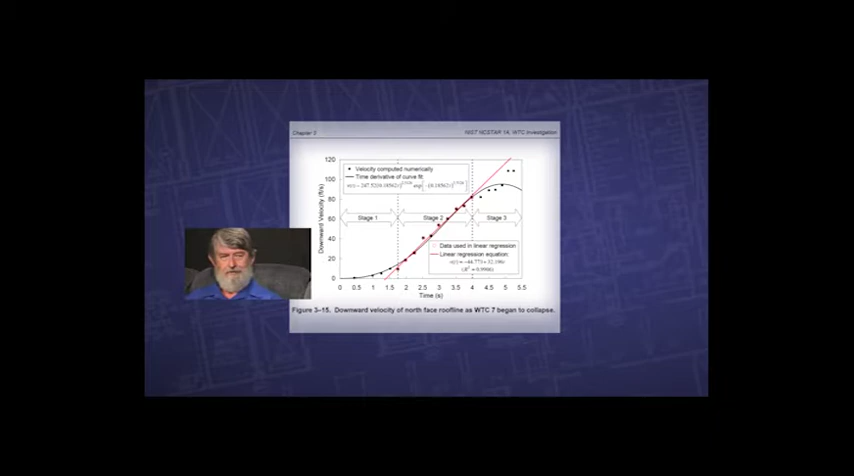 Chapter 3
NIST NCSTAR 1A, WTC Investigation
120
100
80
60
40
20
0
Downward Velocity (ft/s)
Velocity computed numerically
Time derivative of curve fit:
Stage 1
Stage 2
Stage 3
Data used in linear regression
Linear regression equation:
0 0.5 1 1.5 2 2.5 3 3.5 4 4.5 5 5.5
Time (s)
Figure 3–15. Downward velocity of north face roofline as WTC 7 began to collapse.